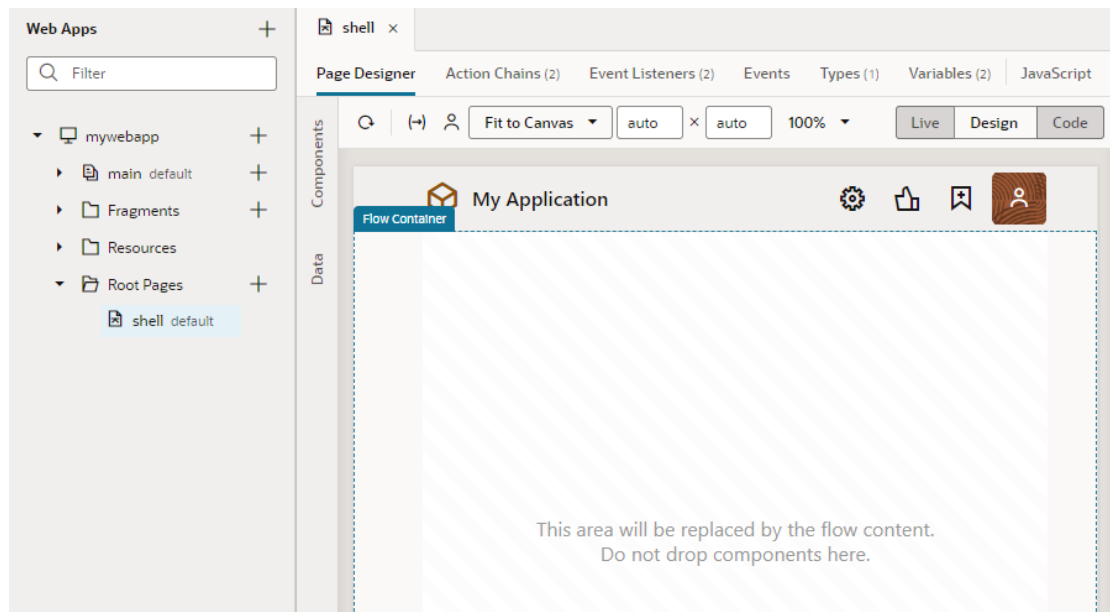 Web Apps
Filter
mywebapp
main default
Fragments
Resources
Root Pages
shell default
shell ×
Page Designer Action Chains (2) Event Listeners (2) Events Types (1) Variables (2) JavaScript
Fit to Canvas auto × auto 100% Live Design Code
Components
Data
My Application
Flow Container
This area will be replaced by the flow content.
Do not drop components here.